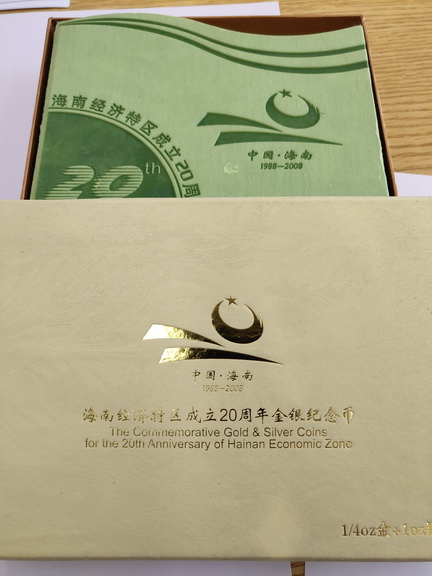 海南经济特区成立20周
20th
中国·海南
1988-2008
中国·海南
1988-2008
海南经济特区成立20周年金银纪念币
The Commemorative Gold & Silver Coins
for the 20th Anniversary of Hainan Economic Zone
1/4oz金+1oz